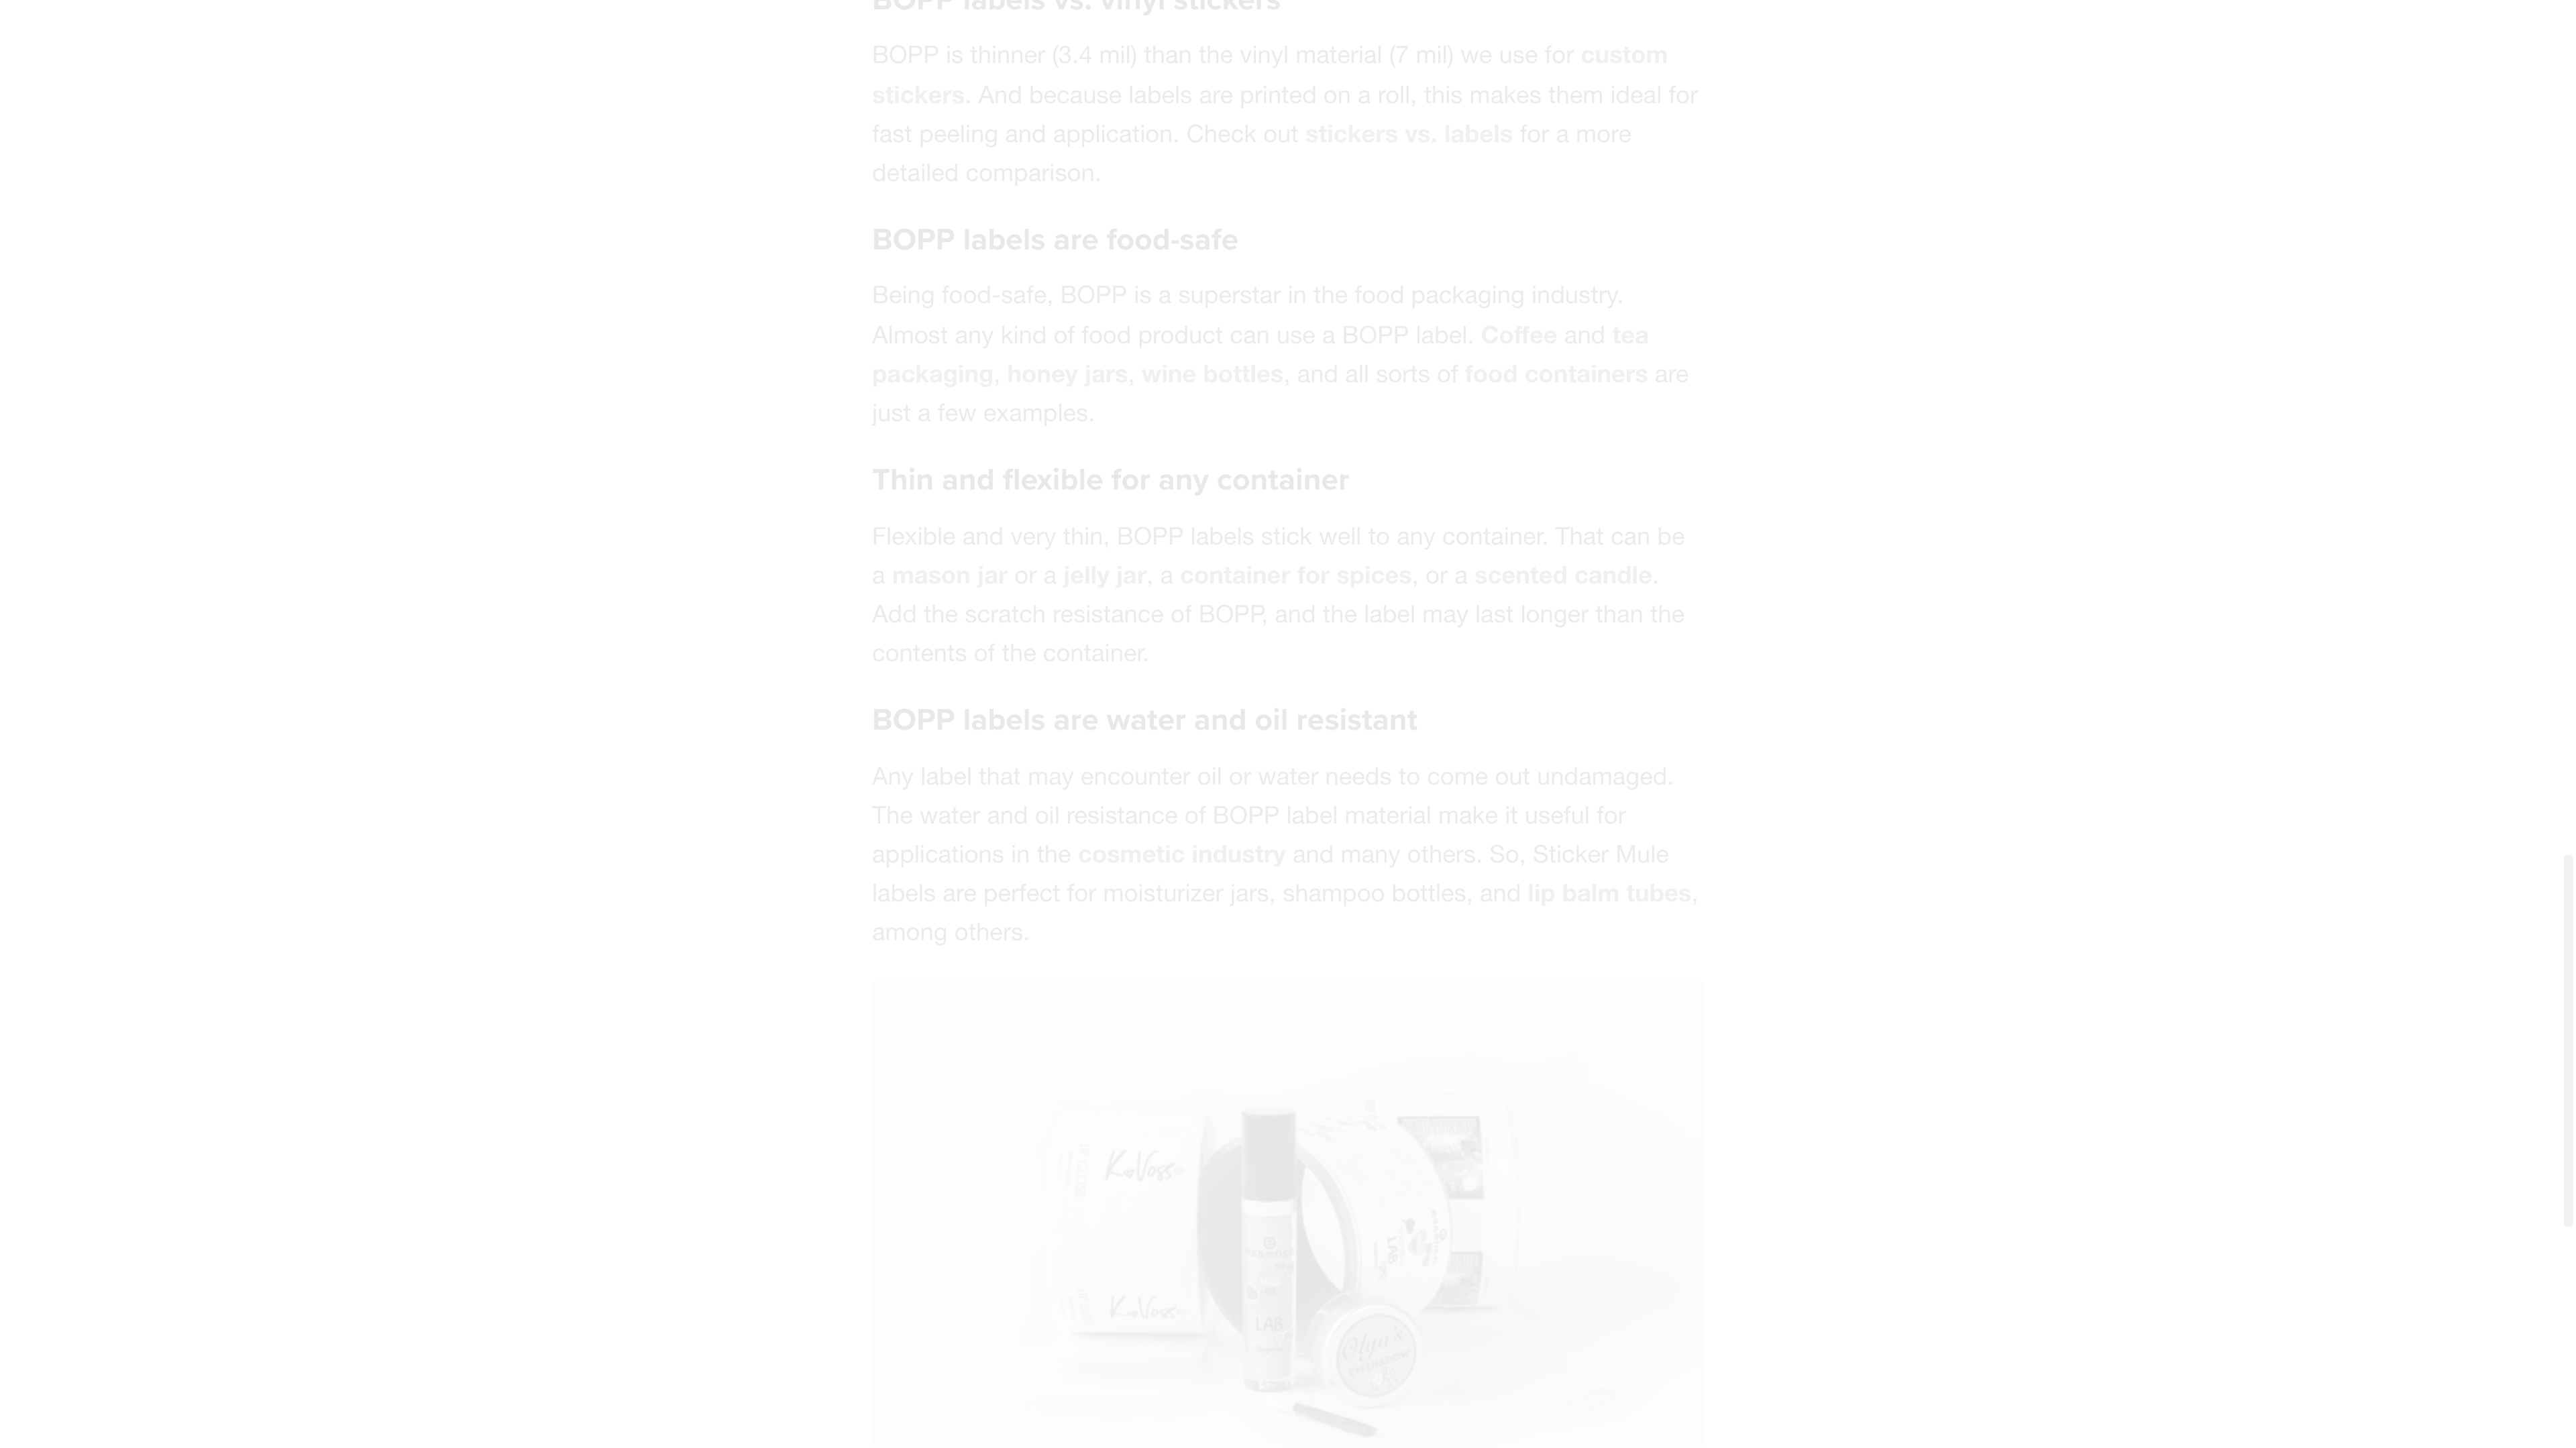 BOPP labels vs. vinyl stickers
BOPP is thinner (3.4 mil) than the vinyl material (7 mil) we use for custom
stickers. And because labels are printed on a roll, this makes them ideal for
fast peeling and application. Check out stickers vs. labels for a more
detailed comparison.
BOPP labels are food-safe
Being food-safe, BOPP is a superstar in the food packaging industry.
Almost any kind of food product can use a BOPP label. Coffee and tea
packaging, honey jars, wine bottles, and all sorts of food containers are
just a few examples.
Thin and flexible for any container
Flexible and very thin, BOPP labels stick well to any container. That can be
a mason jar or a jelly jar, a container for spices, or a scented candle.
Add the scratch resistance of BOPP, and the label may last longer than the
contents of the container.
BOPP labels are water and oil resistant
Any label that may encounter oil or water needs to come out undamaged.
The water and oil resistance of BOPP label material make it useful for
applications in the cosmetic industry and many others. So, Sticker Mule
labels are perfect for moisturizer jars, shampoo bottles, and lip balm tubes,
among others.
LIP GLOSS
KoVoss
KoVoss
essence
LAB
LAB
Olga's
EYESHADOW